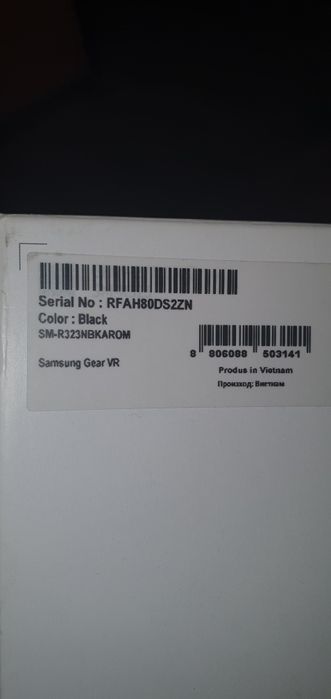 Serial No : RFAH80DS2ZN
Color : Black
SM-R323NBKAROM
Samsung Gear VR
8 806088 503141
Produs in Vietnam
Произход: Виетнам